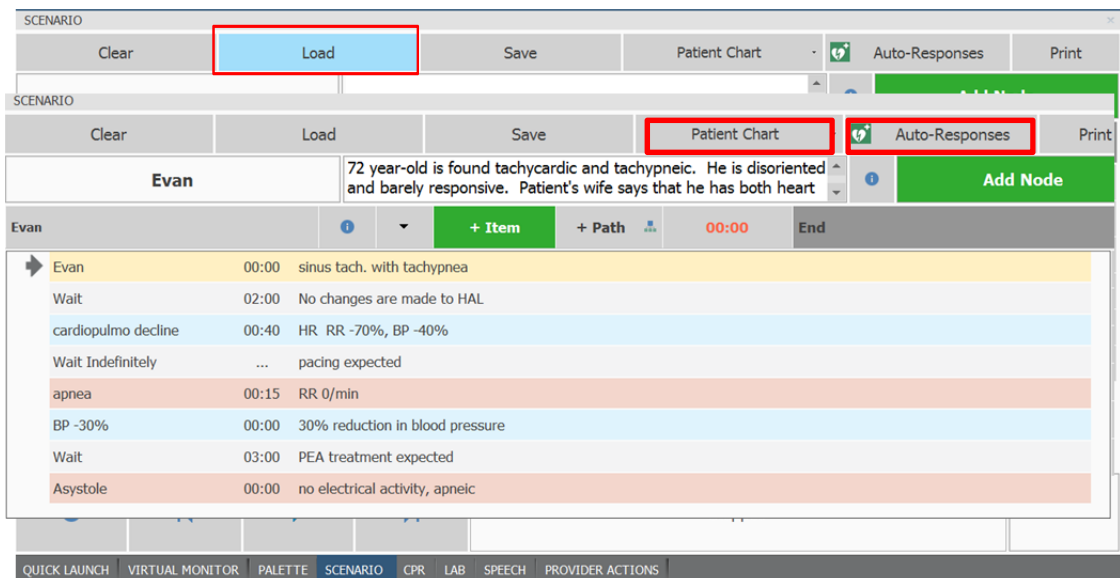 SCENARIO
Clear Load Save Patient Chart Auto-Responses Print
SCENARIO
Clear Load Save Patient Chart Auto-Responses Print
Evan
72 year-old is found tachycardic and tachypneic. He is disoriented
and barely responsive. Patient's wife says that he has both heart
Add Node
Evan + Item + Path 00:00 End
Evan 00:00 sinus tach. with tachypnea
Wait 02:00 No changes are made to HAL
cardiopulmo decline 00:40 HR RR -70%, BP -40%
Wait Indefinitely ... pacing expected
apnea 00:15 RR 0/min
BP -30% 00:00 30% reduction in blood pressure
Wait 03:00 PEA treatment expected
Asystole 00:00 no electrical activity, apneic
QUICK LAUNCH VIRTUAL MONITOR PALETTE SCENARIO CPR LAB SPEECH PROVIDER ACTIONS